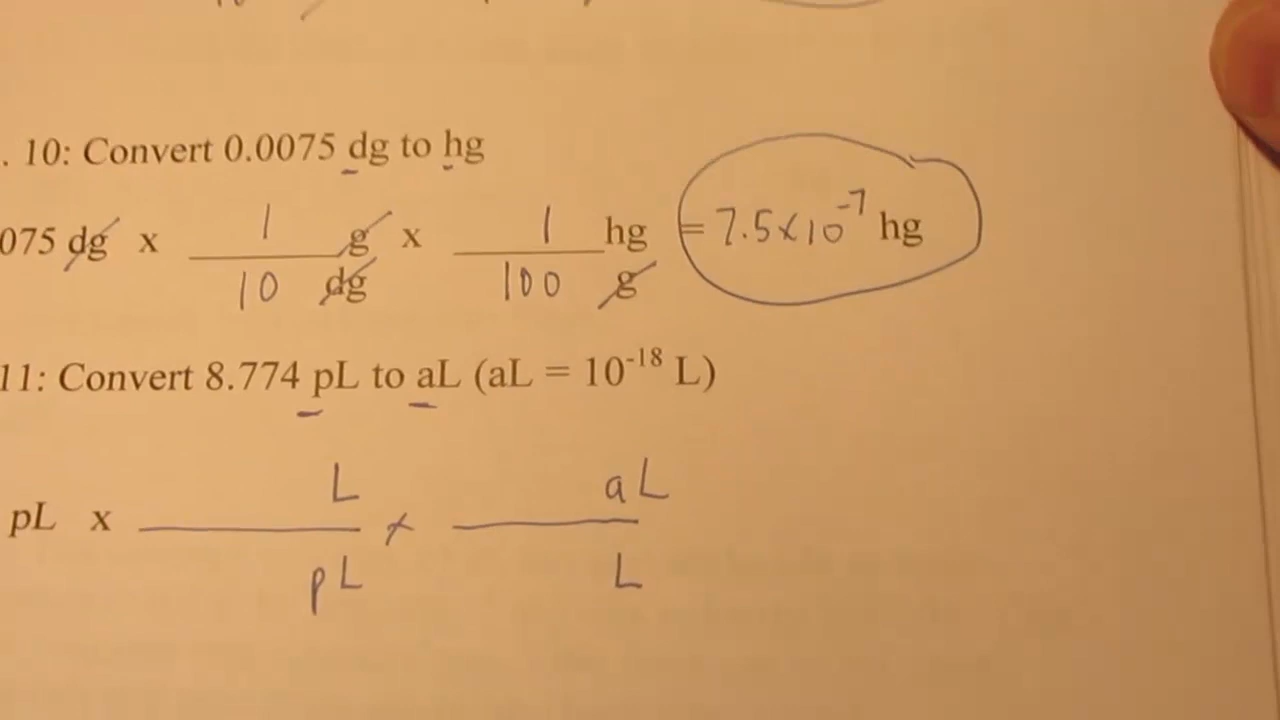 . 10: Convert 0.0075 dg to hg
075 dg x 1 g / 10 dg x 1 hg / 100 g = 7.5x10^-7 hg
11: Convert 8.774 pL to aL (aL = 10^-18 L)
pL x L / pL x aL / L